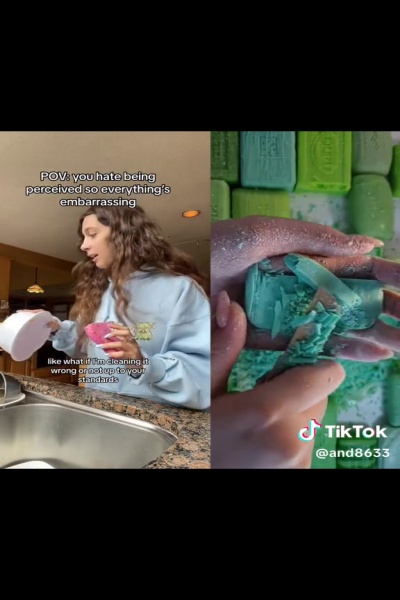 POV: you hate being
perceived so everything's
embarrassing
like what if I'm cleaning it
wrong or not up to your
standards
TikTok
@and8633